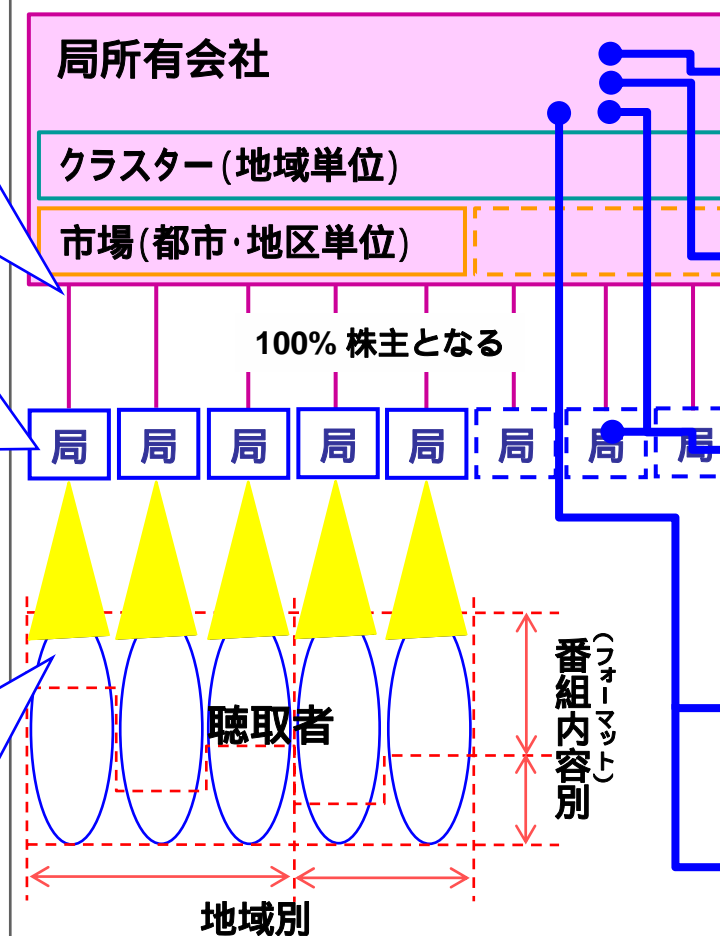 局所有会社
クラスター(地域単位)
市場(都市・地区単位)
100% 株主となる
局 局 局 局 局 局 局 局
聴取者
番組内容別
(フォーマット)
地域別